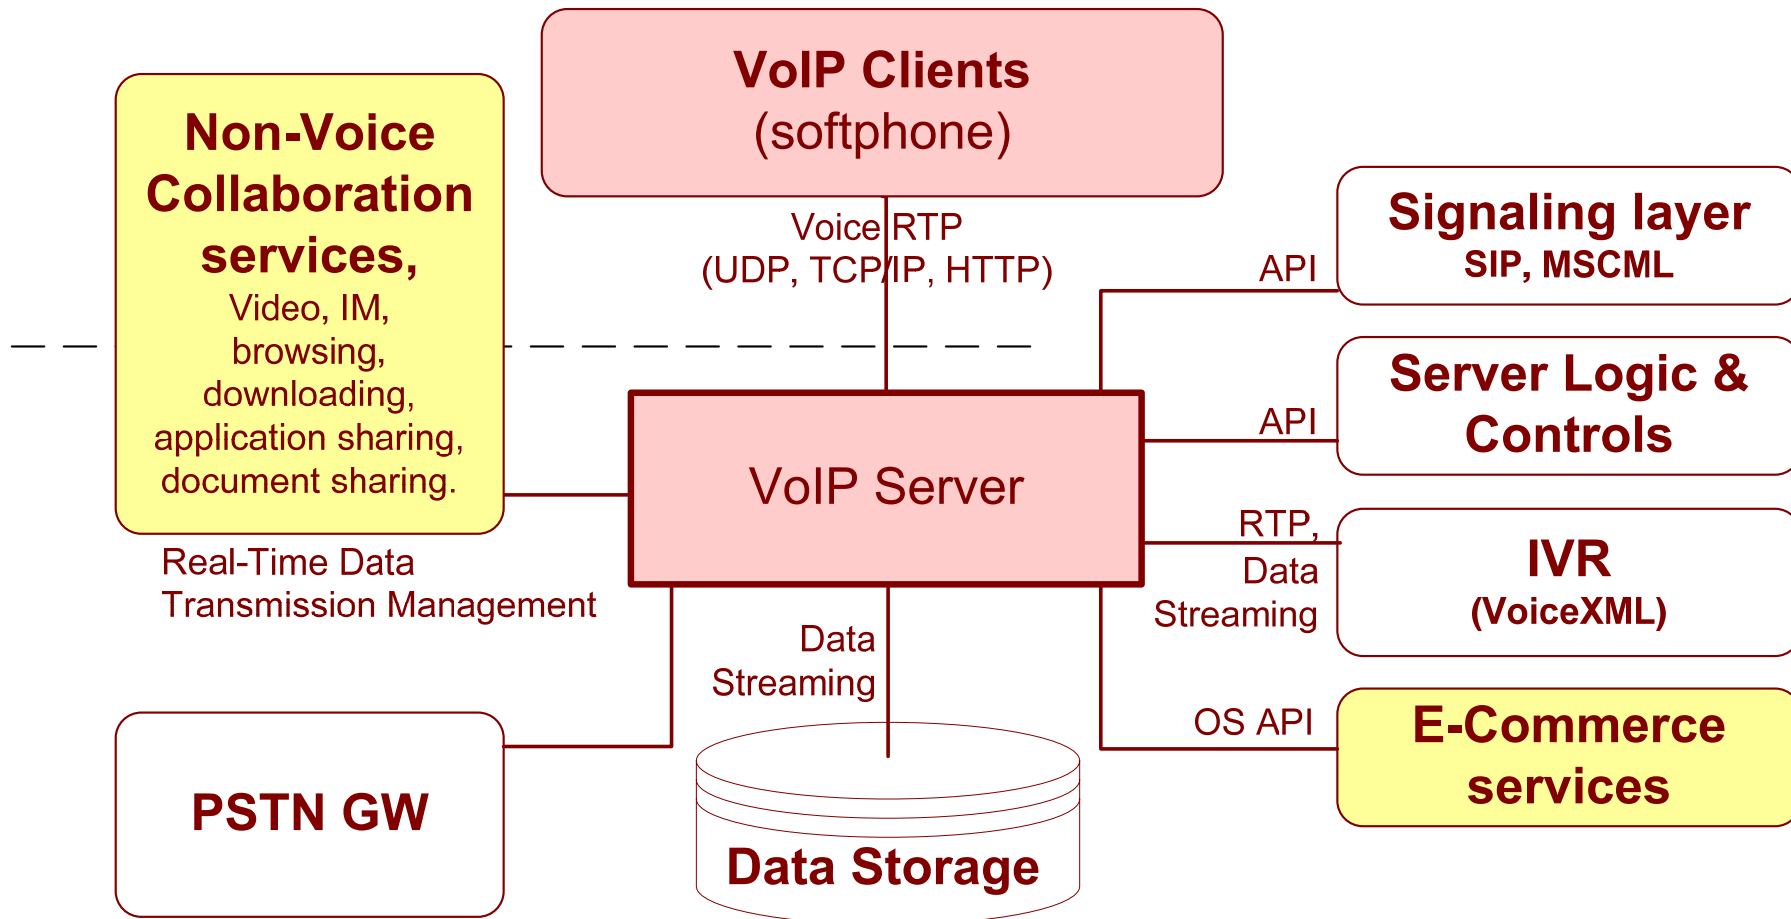 VoIP Clients
(softphone)
Non-Voice
Collaboration
services,
Video, IM,
browsing,
downloading,
application sharing,
document sharing.
Voice RTP
(UDP, TCP/IP, HTTP)
Signaling layer
SIP, MSCML
API
Server Logic &
Controls
API
VoIP Server
RTP,
Data
Streaming
IVR
(VoiceXML)
Real-Time Data
Transmission Management
Data
Streaming
OS API
E-Commerce
services
PSTN GW
Data Storage